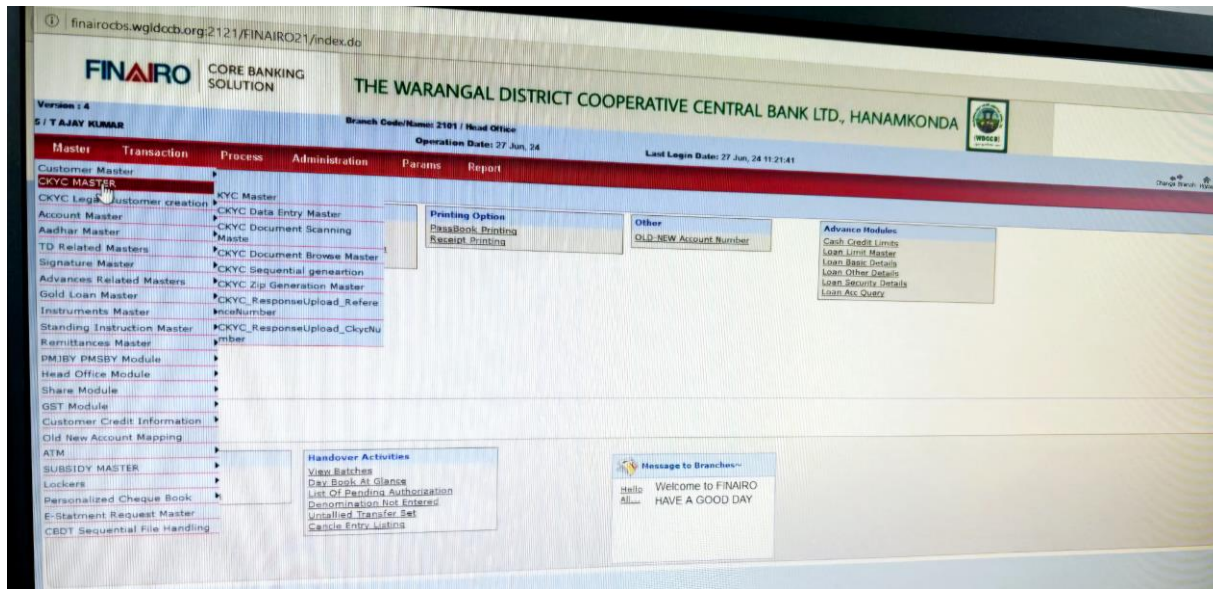 finairocbs.wgldccb.org:2121/FINAIRO21/index.do
FINAIRO CORE BANKING SOLUTION
THE WARANGAL DISTRICT COOPERATIVE CENTRAL BANK LTD., HANAMKONDA
WDCCB
Version : 4
S / T AJAY KUMAR
Branch Code/Name: 2101 / Head Office
Operation Date: 27 Jun, 24
Last Login Date: 27 Jun, 24 11:21:41
Master Transaction Process Administration Params Report
Change Branch
Customer Master
CKYC MASTER
CKYC Legal Customer creation
Account Master
Aadhar Master
TD Related Masters
Signature Master
Advances Related Masters
Gold Loan Master
Instruments Master
Standing Instruction Master
Remittances Master
PMJBY PMSBY Module
Head Office Module
Share Module
GST Module
Customer Credit Information
Old New Account Mapping
ATM
SUBSIDY MASTER
Lockers
Personalized Cheque Book
E-Statment Request Master
CBDT Sequential File Handling
KYC Master
CKYC Data Entry Master
CKYC Document Scanning
Maste
CKYC Document Browse Master
CKYC Sequential geneartion
CKYC Zip Generation Master
CKYC_ResponseUpload_Refere
nceNumber
CKYC_ResponseUpload_CkycNu
mber
Printing Option
PassBook Printing
Receipt Printing
Other
OLD-NEW Account Number
Advance Modules
Cash Credit Limits
Loan Limit Master
Loan Basic Details
Loan Other Details
Loan Security Details
Loan Acc Query
Handover Activities
View Batches
Day Book At Glance
List Of Pending Authorization
Denomination Not Entered
Untallied Transfer Set
Cancle Entry Listing
Message to Branches~
Hello All.... Welcome to FINAIRO
HAVE A GOOD DAY